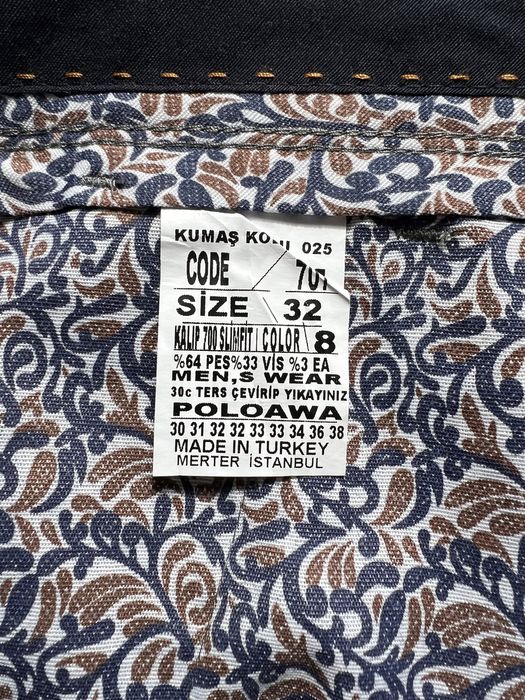 KUMAŞ KODU 025
CODE 701
SİZE 32
KALIP 700 SLİMFİT COLOR 8
%64 PES%33 VİS %3 EA
MEN,S WEAR
30c TERS ÇEVİRİP YIKAYINIZ
POLOAWA
30 31 32 32 33 33 34 36 38
MADE IN TURKEY
MERTER İSTANBUL